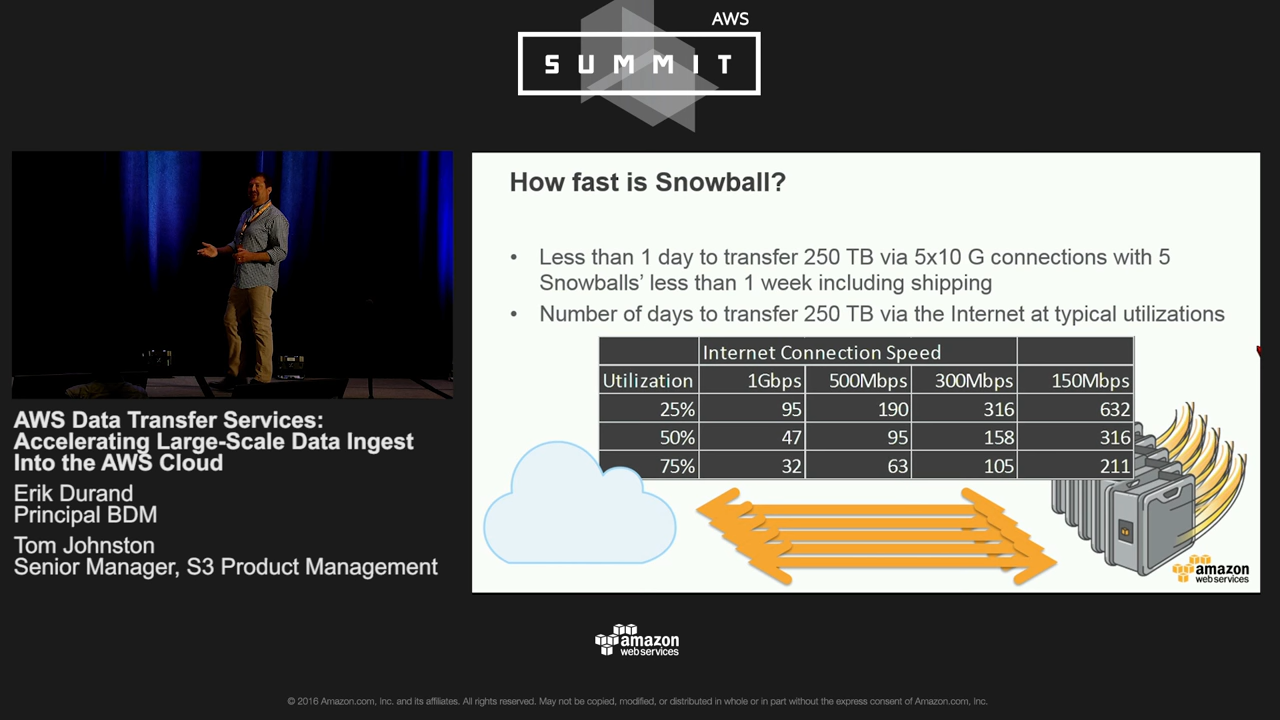 AWS
SUMMIT
How fast is Snowball?
• Less than 1 day to transfer 250 TB via 5x10 G connections with 5
Snowballs’ less than 1 week including shipping
• Number of days to transfer 250 TB via the Internet at typical utilizations
Internet Connection Speed
Utilization 1Gbps 500Mbps 300Mbps 150Mbps
25% 95 190 316 632
50% 47 95 158 316
75% 32 63 105 211
amazon
web services
AWS Data Transfer Services:
Accelerating Large-Scale Data Ingest
Into the AWS Cloud
Erik Durand
Principal BDM
Tom Johnston
Senior Manager, S3 Product Management
amazon
web services
© 2016 Amazon.com, Inc. and its affiliates. All rights reserved. May not be copied, modified, or distributed in whole or in part without the express consent of Amazon.com, Inc.